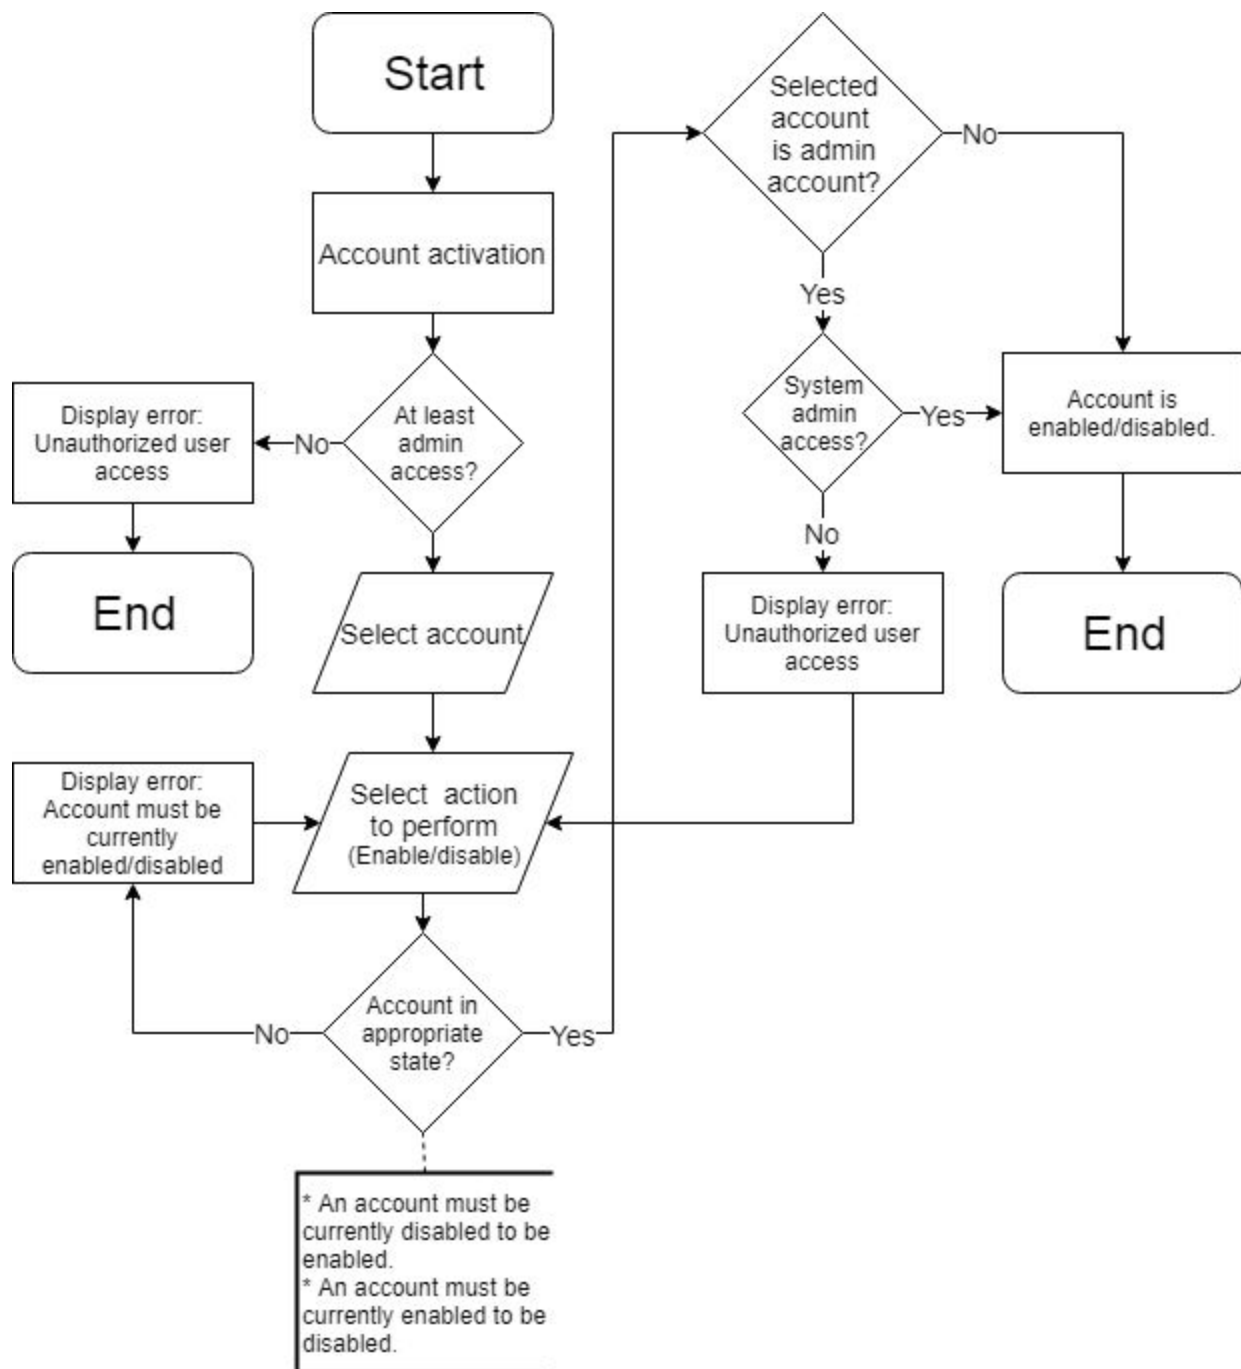 Start
Account activation
At least
admin
access?
No
Display error:
Unauthorized user
access
End
Select account
Select  action
to perform
(Enable/disable)
Display error:
Account must be
currently
enabled/disabled
Account in
appropriate
state?
No
Yes
* An account must be
currently disabled to be
enabled.
* An account must be
currently enabled to be
disabled.
Selected
account
is admin
account?
No
Yes
System
admin
access?
Yes
Account is
enabled/disabled.
No
Display error:
Unauthorized user
access
End